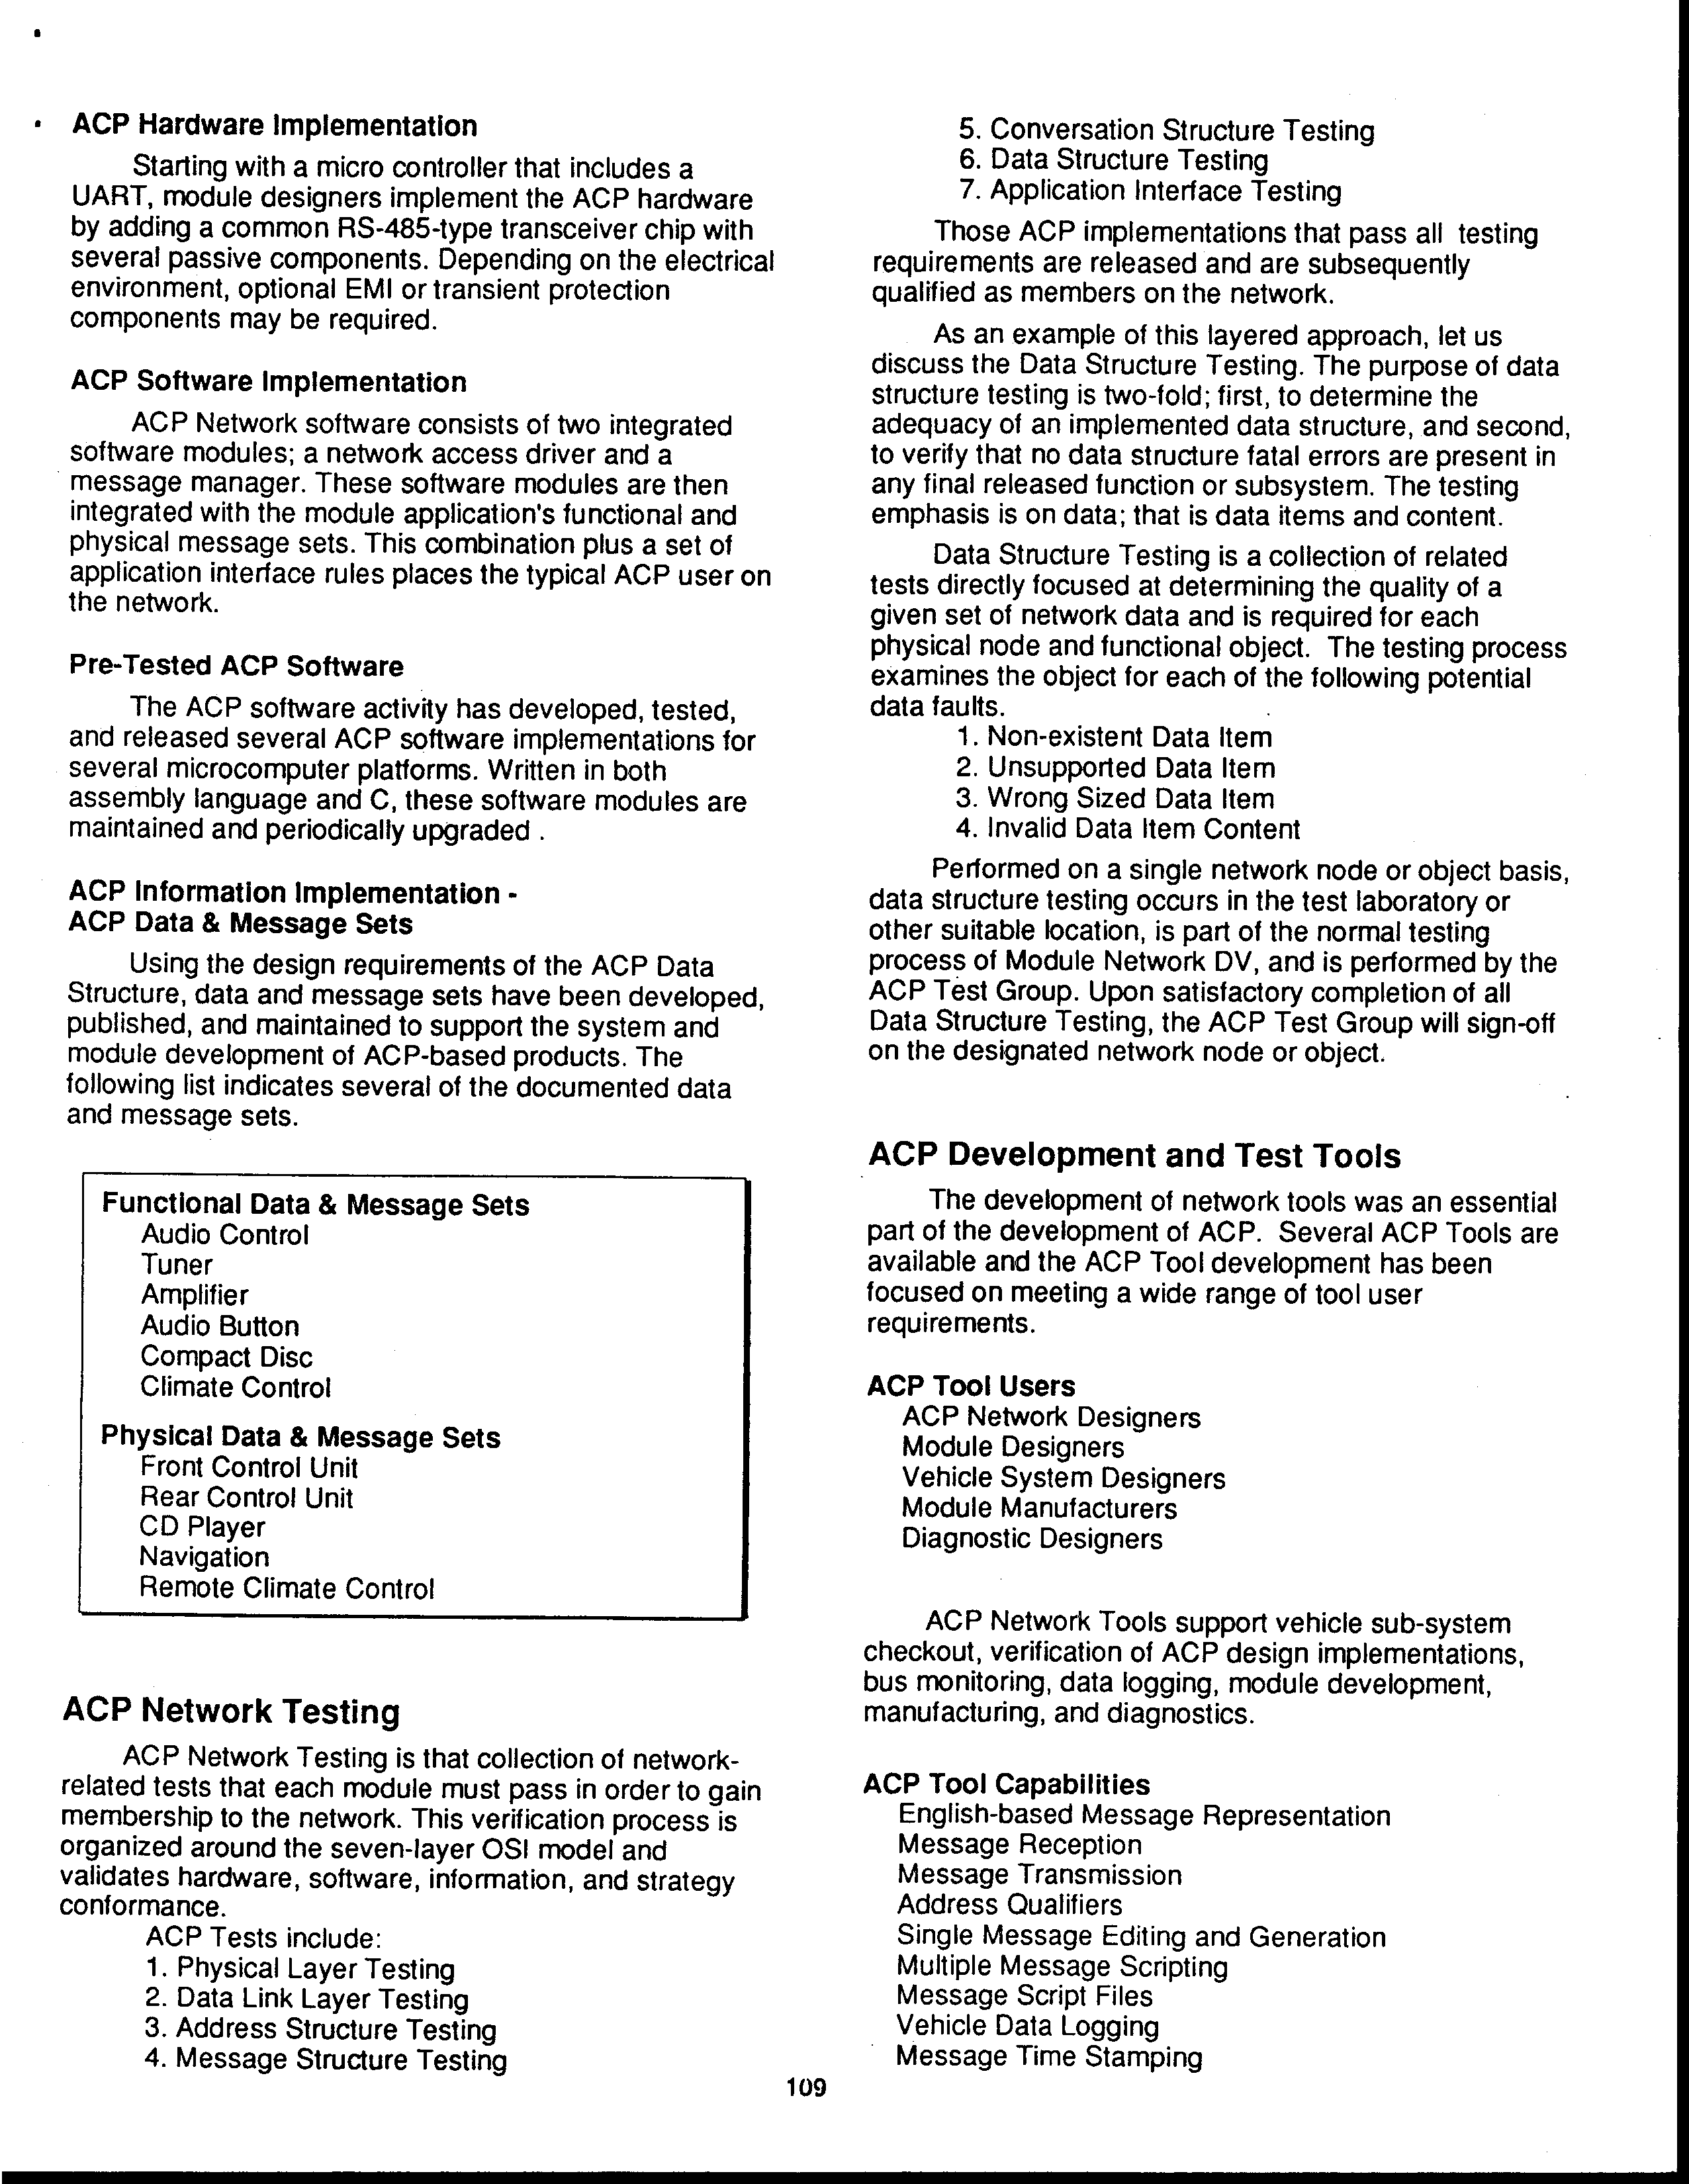 ACP Hardware Implementation
Starting with a micro controller that includes a
UART, module designers implement the ACP hardware
by adding a common RS-485-type transceiver chip with
several passive components. Depending on the electrical
environment, optional EMI or transient protection
components may be required.
ACP Software Implementation
ACP Network software consists of two integrated
software modules; a network access driver and a
message manager. These software modules are then
integrated with the module application's functional and
physical message sets. This combination plus a set of
application interface rules places the typical ACP user on
the network.
Pre-Tested ACP Software
The ACP software activity has developed, tested,
and released several ACP software implementations for
several microcomputer platforms. Written in both
assembly language and C, these software modules are
maintained and periodically upgraded .
ACP Information Implementation -
ACP Data & Message Sets
Using the design requirements of the ACP Data
Structure, data and message sets have been developed,
published, and maintained to support the system and
module development of ACP-based products. The
following list indicates several of the documented data
and message sets.
Functional Data & Message Sets
Audio Control
Tuner
Amplifier
Audio Button
Compact Disc
Climate Control
Physical Data & Message Sets
Front Control Unit
Rear Control Unit
CD Player
Navigation
Remote Climate Control
ACP Network Testing
ACP Network Testing is that collection of network-
related tests that each module must pass in order to gain
membership to the network. This verification process is
organized around the seven-layer OSI model and
validates hardware, software, information, and strategy
conformance.
ACP Tests include:
1. Physical Layer Testing
2. Data Link Layer Testing
3. Address Structure Testing
4. Message Structure Testing
5. Conversation Structure Testing
6. Data Structure Testing
7. Application Interface Testing
Those ACP implementations that pass all testing
requirements are released and are subsequently
qualified as members on the network.
As an example of this layered approach, let us
discuss the Data Structure Testing. The purpose of data
structure testing is two-fold; first, to determine the
adequacy of an implemented data structure, and second,
to verify that no data structure fatal errors are present in
any final released function or subsystem. The testing
emphasis is on data; that is data items and content.
Data Structure Testing is a collection of related
tests directly focused at determining the quality of a
given set of network data and is required for each
physical node and functional object. The testing process
examines the object for each of the following potential
data faults.
1. Non-existent Data Item
2. Unsupported Data Item
3. Wrong Sized Data Item
4. Invalid Data Item Content
Performed on a single network node or object basis,
data structure testing occurs in the test laboratory or
other suitable location, is part of the normal testing
process of Module Network DV, and is performed by the
ACP Test Group. Upon satisfactory completion of all
Data Structure Testing, the ACP Test Group will sign-off
on the designated network node or object.
ACP Development and Test Tools
The development of network tools was an essential
part of the development of ACP. Several ACP Tools are
available and the ACP Tool development has been
focused on meeting a wide range of tool user
requirements.
ACP Tool Users
ACP Network Designers
Module Designers
Vehicle System Designers
Module Manufacturers
Diagnostic Designers
ACP Network Tools support vehicle sub-system
checkout, verification of ACP design implementations,
bus monitoring, data logging, module development,
manufacturing, and diagnostics.
ACP Tool Capabilities
English-based Message Representation
Message Reception
Message Transmission
Address Qualifiers
Single Message Editing and Generation
Multiple Message Scripting
Message Script Files
Vehicle Data Logging
Message Time Stamping
109